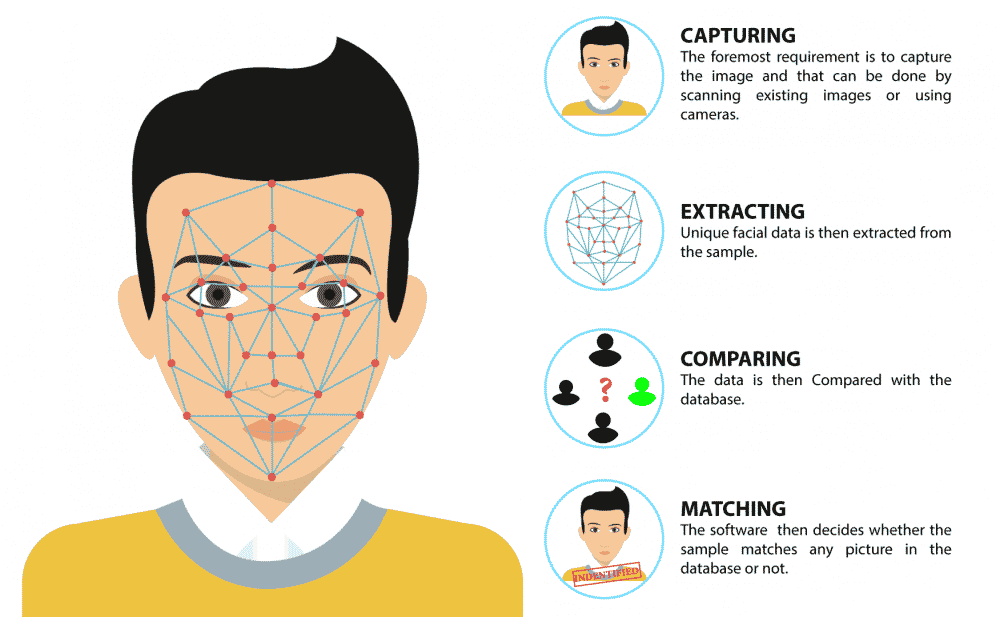 CAPTURING
The foremost requirement is to capture
the image and that can be done by
scanning existing images or using
cameras.
EXTRACTING
Unique facial data is then extracted from
the sample.
?
COMPARING
The data is then Compared with the
database.
MATCHING
The software then decides whether the
sample matches any picture in the
database or not.
INDENTIFIED